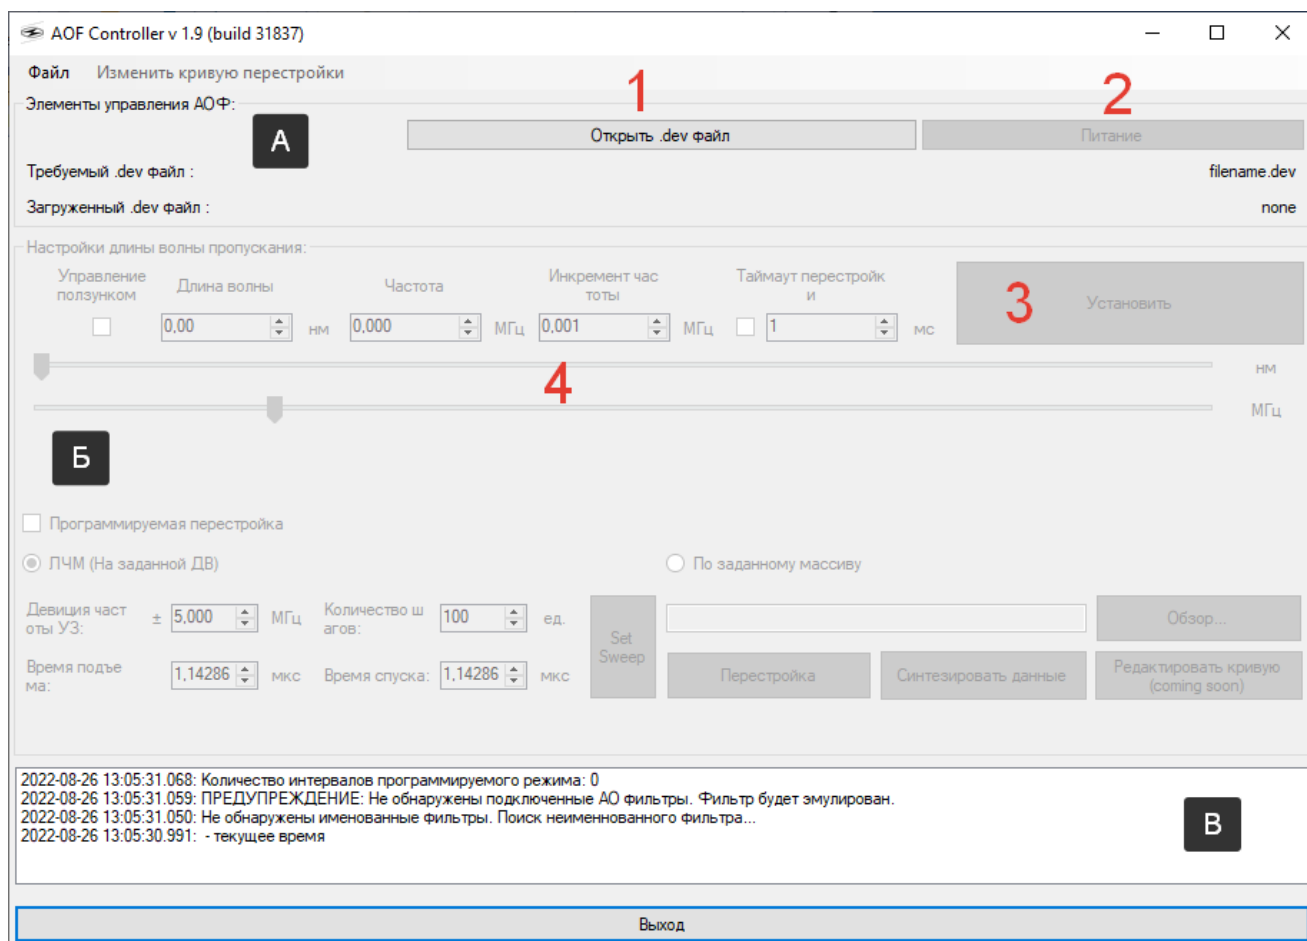 AOF Controller v 1.9 (build 31837)
Файл Изменить кривую перестройки
Элементы управления АОФ:
1
2
А
Открыть .dev файл
Питание
Требуемый .dev файл :
filename.dev
Загруженный .dev файл :
none
Настройки длины волны пропускания:
Управление
ползунком
Длина волны
Частота
Инкремент час
тоты
Таймаут перестройк
и
3
Установить
0,00 нм 0,000 МГц 0,001 МГц 1 мс
нм
4
МГц
Б
Программируемая перестройка
ЛЧМ (На заданной ДВ)
По заданному массиву
Девиция част
оты УЗ:
± 5,000 МГц
Количество ш
агов:
100 ед.
Set
Sweep
Обзор...
Время подъе
ма:
1,14286 мкс
Время спуска: 1,14286 мкс
Перестройка
Синтезировать данные
Редактировать кривую
(coming soon)
2022-08-26 13:05:31.068: Количество интервалов программируемого режима: 0
2022-08-26 13:05:31.059: ПРЕДУПРЕЖДЕНИЕ: Не обнаружены подключенные АО фильтры. Фильтр будет эмулирован.
2022-08-26 13:05:31.050: Не обнаружены именованные фильтры. Поиск неименнованного фильтра...
2022-08-26 13:05:30.991: - текущее время
В
Выход